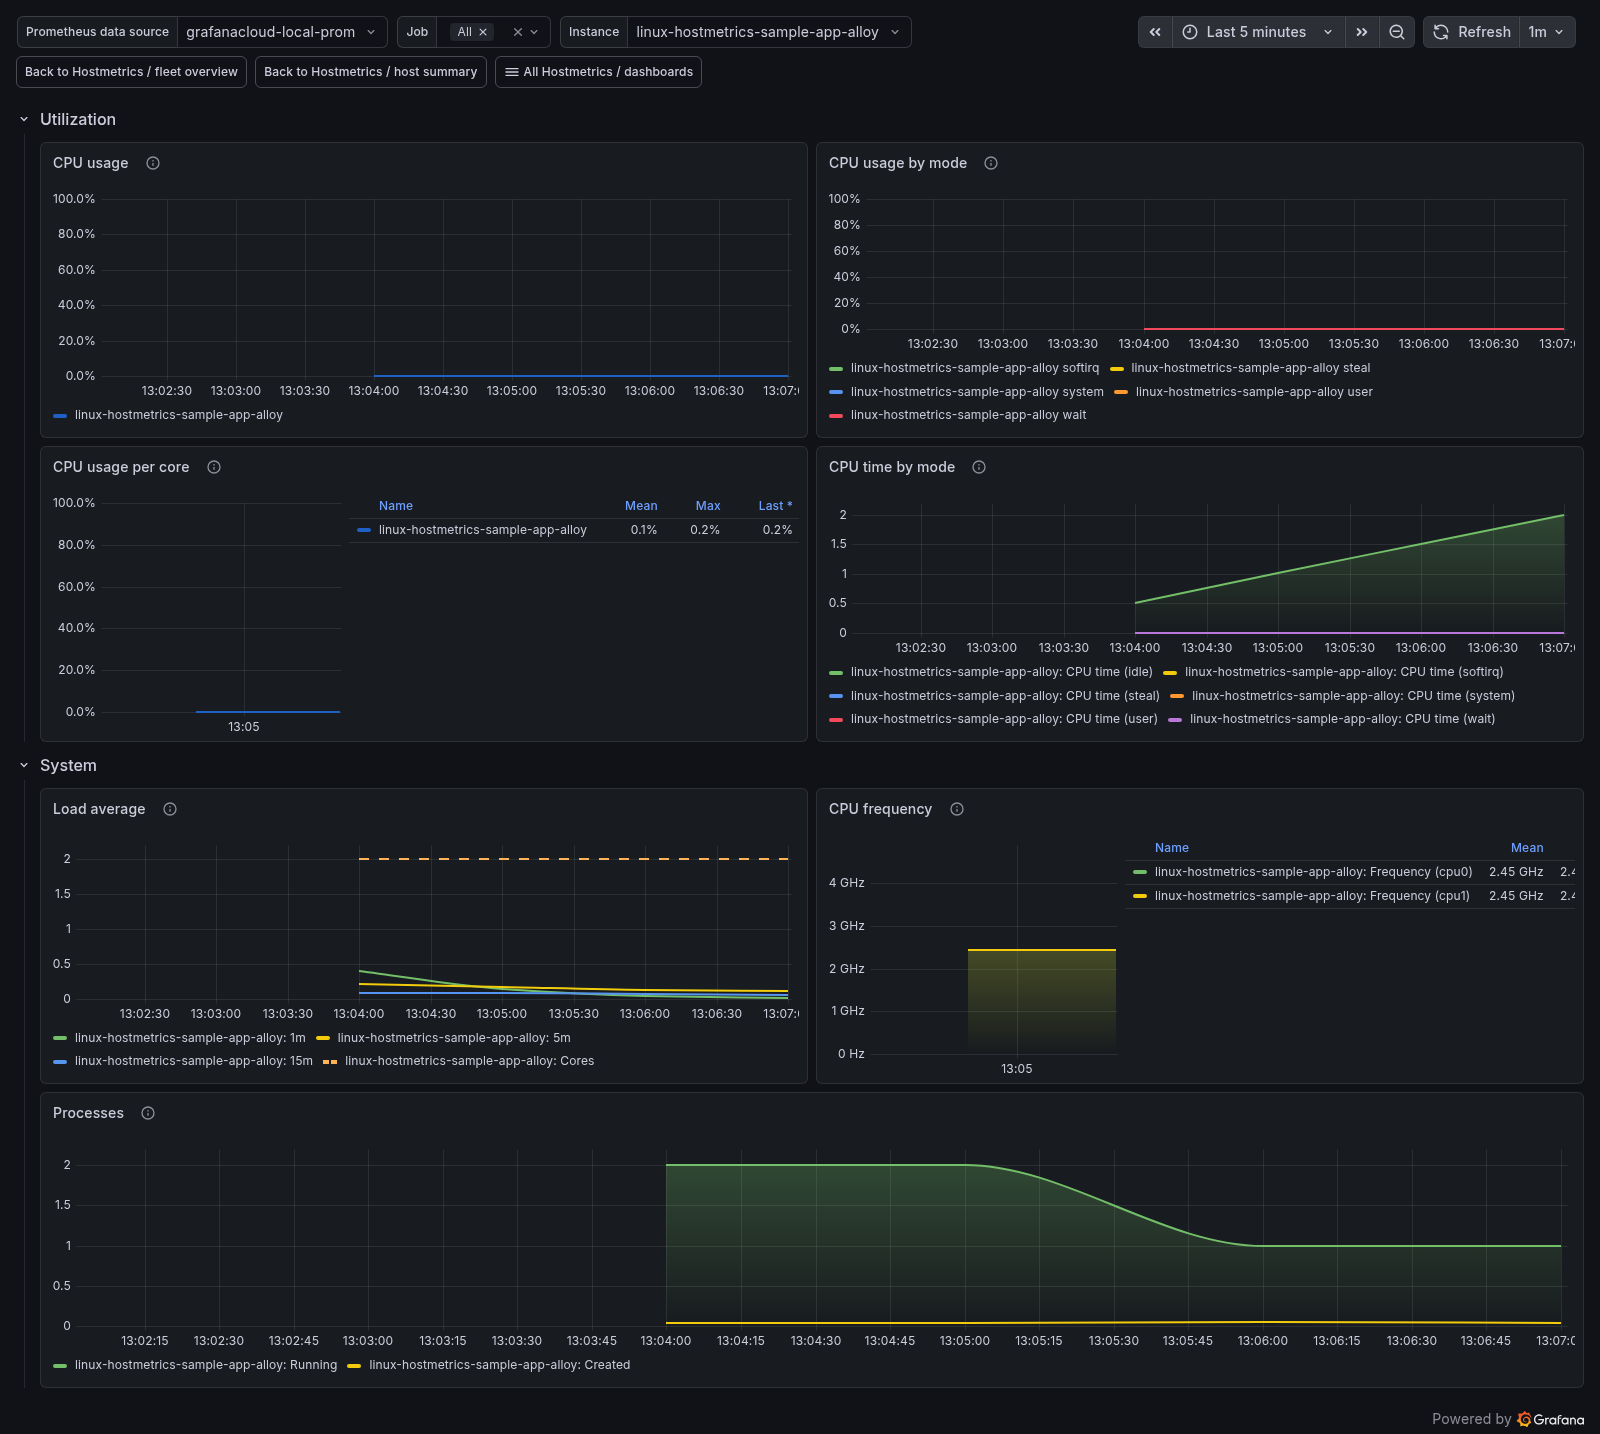 Prometheus data source grafanacloud-local-prom Job All Instance linux-hostmetrics-sample-app-alloy Last 5 minutes Refresh 1m
Back to Hostmetrics / fleet overview Back to Hostmetrics / host summary All Hostmetrics / dashboards
Utilization
CPU usage
100.0%
80.0%
60.0%
40.0%
20.0%
0.0%
13:02:30 13:03:00 13:03:30 13:04:00 13:04:30 13:05:00 13:05:30 13:06:00 13:06:30 13:07:
linux-hostmetrics-sample-app-alloy
CPU usage by mode
100%
80%
60%
40%
20%
0%
13:02:30 13:03:00 13:03:30 13:04:00 13:04:30 13:05:00 13:05:30 13:06:00 13:06:30 13:07:
linux-hostmetrics-sample-app-alloy softirq linux-hostmetrics-sample-app-alloy steal
linux-hostmetrics-sample-app-alloy system linux-hostmetrics-sample-app-alloy user
linux-hostmetrics-sample-app-alloy wait
CPU usage per core
100.0%
80.0%
60.0%
40.0%
20.0%
0.0%
13:05
Name Mean Max Last *
linux-hostmetrics-sample-app-alloy 0.1% 0.2% 0.2%
CPU time by mode
2
1.5
1
0.5
0
13:02:30 13:03:00 13:03:30 13:04:00 13:04:30 13:05:00 13:05:30 13:06:00 13:06:30 13:07:
linux-hostmetrics-sample-app-alloy: CPU time (idle) linux-hostmetrics-sample-app-alloy: CPU time (softirq)
linux-hostmetrics-sample-app-alloy: CPU time (steal) linux-hostmetrics-sample-app-alloy: CPU time (system)
linux-hostmetrics-sample-app-alloy: CPU time (user) linux-hostmetrics-sample-app-alloy: CPU time (wait)
System
Load average
2
1.5
1
0.5
0
13:02:30 13:03:00 13:03:30 13:04:00 13:04:30 13:05:00 13:05:30 13:06:00 13:06:30 13:07:
linux-hostmetrics-sample-app-alloy: 1m linux-hostmetrics-sample-app-alloy: 5m
linux-hostmetrics-sample-app-alloy: 15m linux-hostmetrics-sample-app-alloy: Cores
CPU frequency
4 GHz
3 GHz
2 GHz
1 GHz
0 Hz
13:05
Name Mean
linux-hostmetrics-sample-app-alloy: Frequency (cpu0) 2.45 GHz 2.4
linux-hostmetrics-sample-app-alloy: Frequency (cpu1) 2.45 GHz 2.4
Processes
2
1.5
1
0.5
0
13:02:15 13:02:30 13:02:45 13:03:00 13:03:15 13:03:30 13:03:45 13:04:00 13:04:15 13:04:30 13:04:45 13:05:00 13:05:15 13:05:30 13:05:45 13:06:00 13:06:15 13:06:30 13:06:45 13:07:
linux-hostmetrics-sample-app-alloy: Running linux-hostmetrics-sample-app-alloy: Created
Powered by Grafana